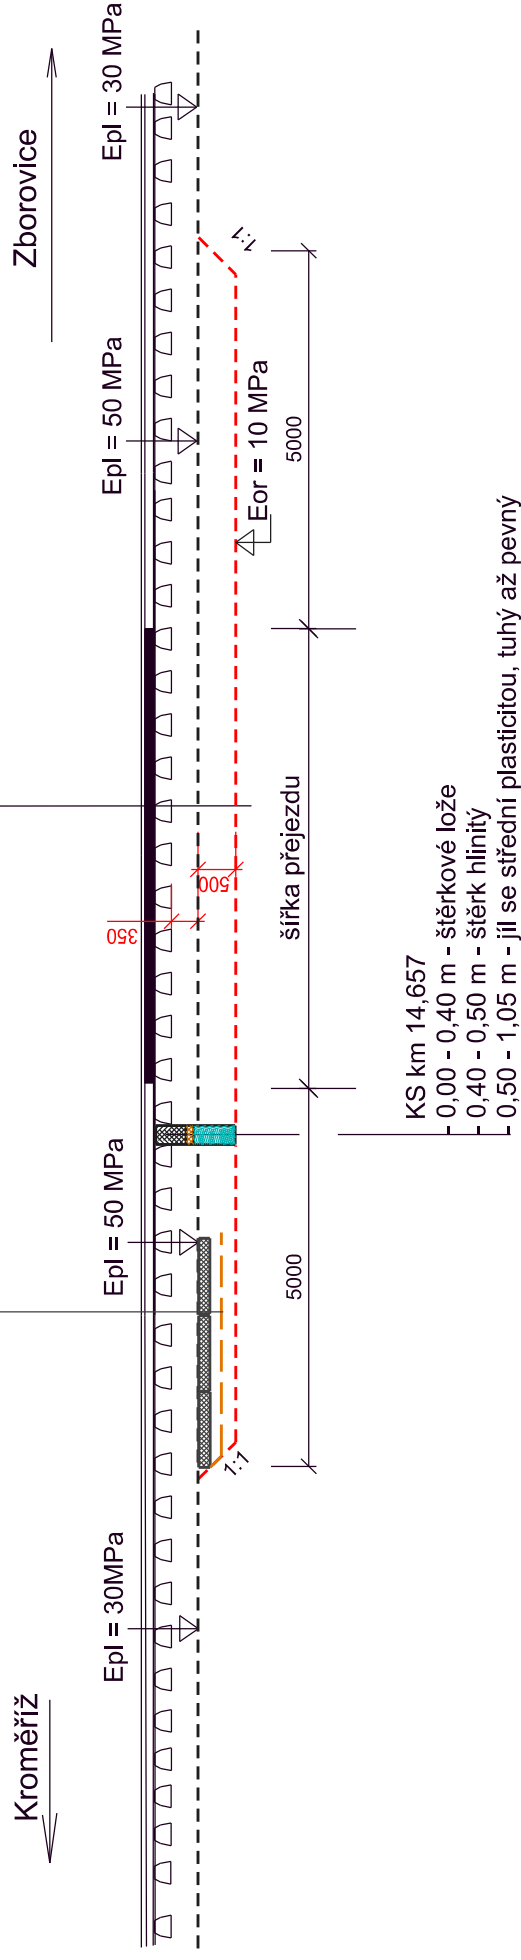 Kroměříž
Zborovice
Epl = 30MPa
Epl = 50 MPa
Epl = 50 MPa
Epl = 30 MPa
350
500
1:1
1:1
Eor = 10 MPa
5000
šířka přejezdu
5000
KS km 14,657
- 0,00 - 0,40 m - štěrkové lože
- 0,40 - 0,50 m - štěrk hlinitý
- 0,50 - 1,05 m - jíl se střední plasticitou, tuhý až pevný